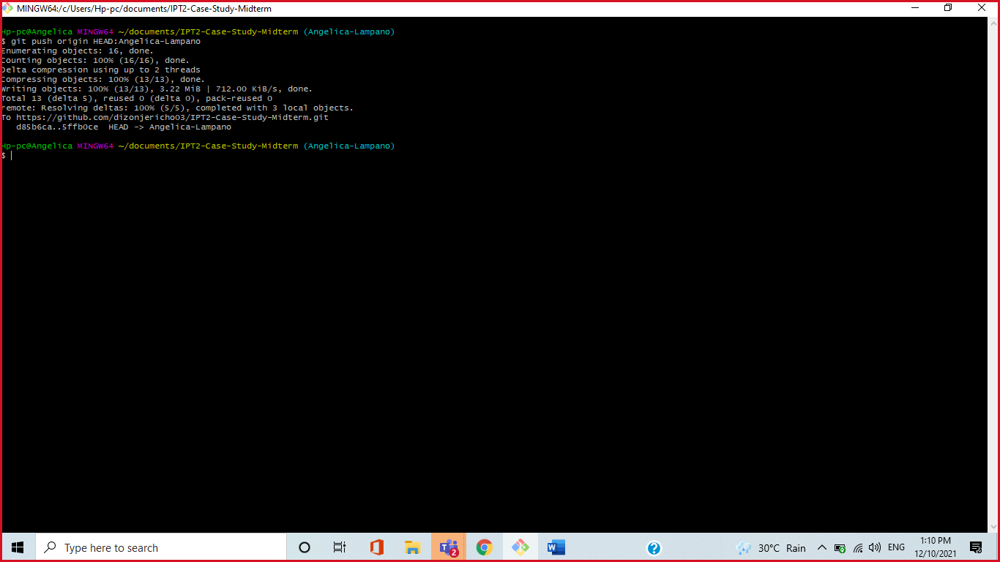 MINGW64:/c/Users/Hp-pc/documents/IPT2-Case-Study-Midterm
Hp-pc@Angelica MINGW64 ~/documents/IPT2-Case-Study-Midterm (Angelica-Lampano)
$ git push origin HEAD:Angelica-Lampano
Enumerating objects: 16, done.
Counting objects: 100% (16/16), done.
Delta compression using up to 2 threads
Compressing objects: 100% (13/13), done.
Writing objects: 100% (13/13), 3.22 MiB | 712.00 KiB/s, done.
Total 13 (delta 5), reused 0 (delta 0), pack-reused 0
remote: Resolving deltas: 100% (5/5), completed with 3 local objects.
To https://github.com/dizonjericho03/IPT2-Case-Study-Midterm.git
   d85b6ca..5ffb0ce  HEAD -> Angelica-Lampano
Hp-pc@Angelica MINGW64 ~/documents/IPT2-Case-Study-Midterm (Angelica-Lampano)
$
Type here to search
2
30°C Rain
ENG
1:10 PM
12/10/2021